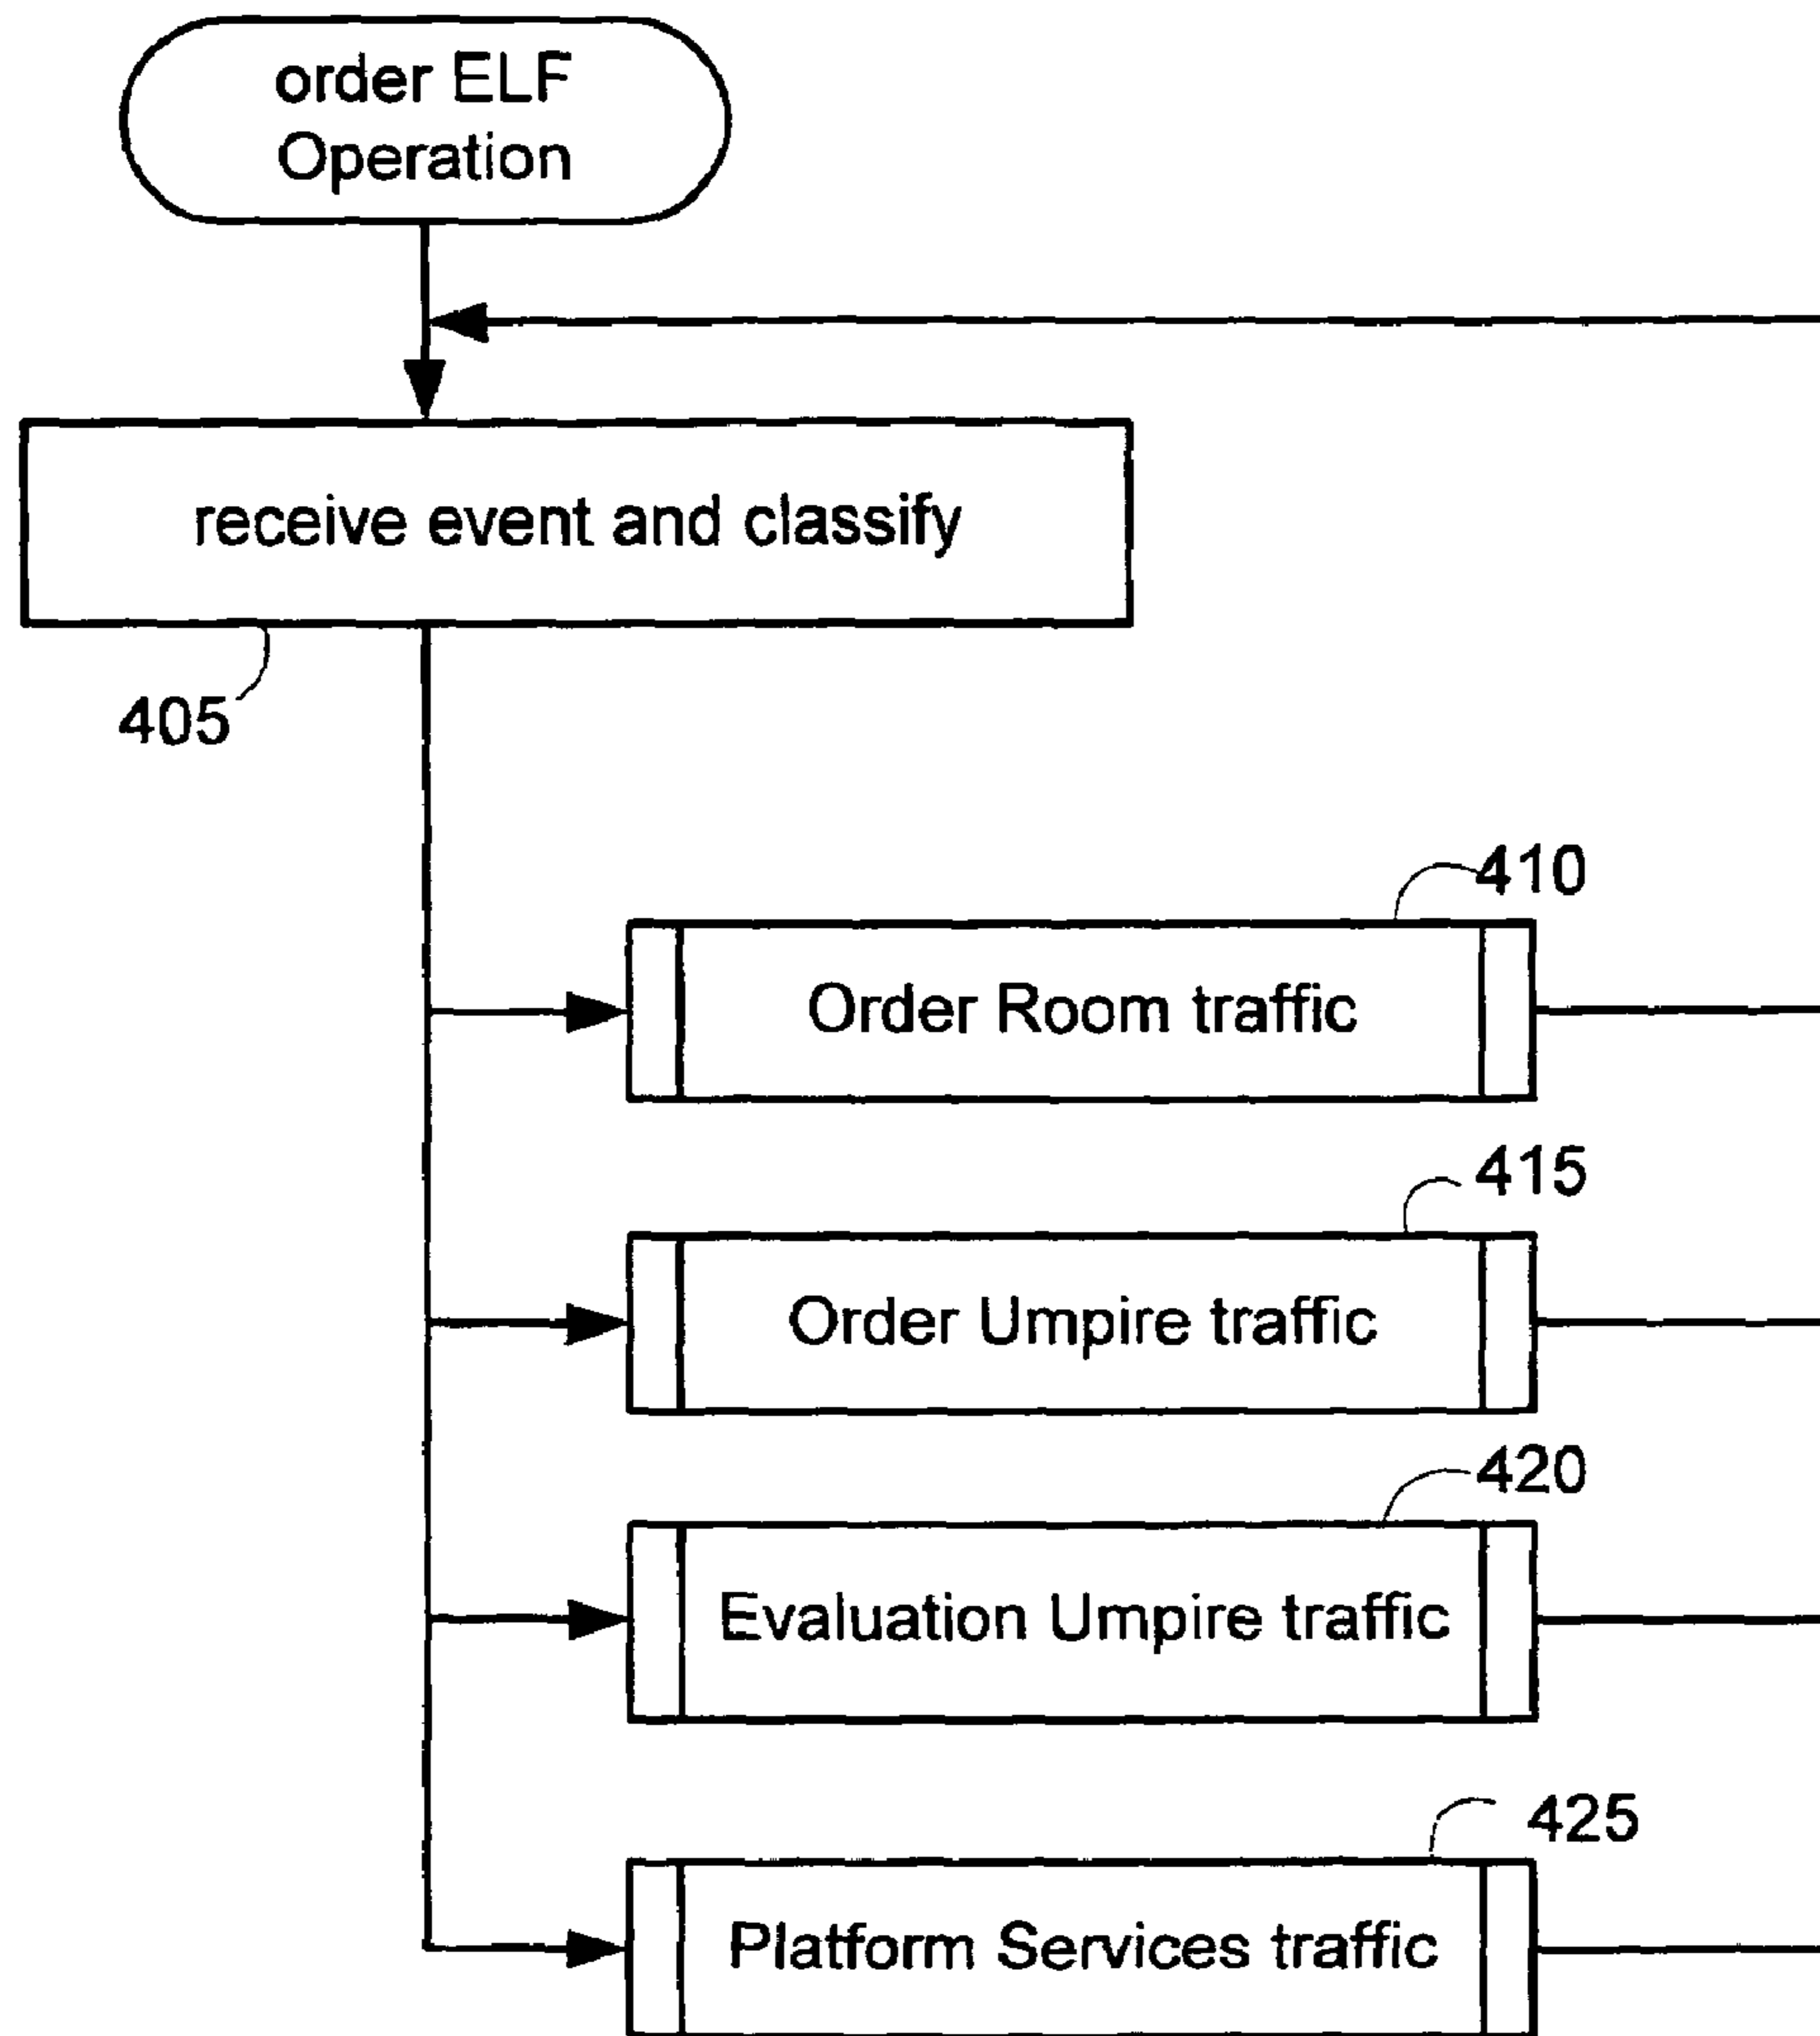 order ELF
Operation
receive event and classify
405
410
Order Room traffic
415
Order Umpire traffic
420
Evaluation Umpire traffic
425
Platform Services traffic